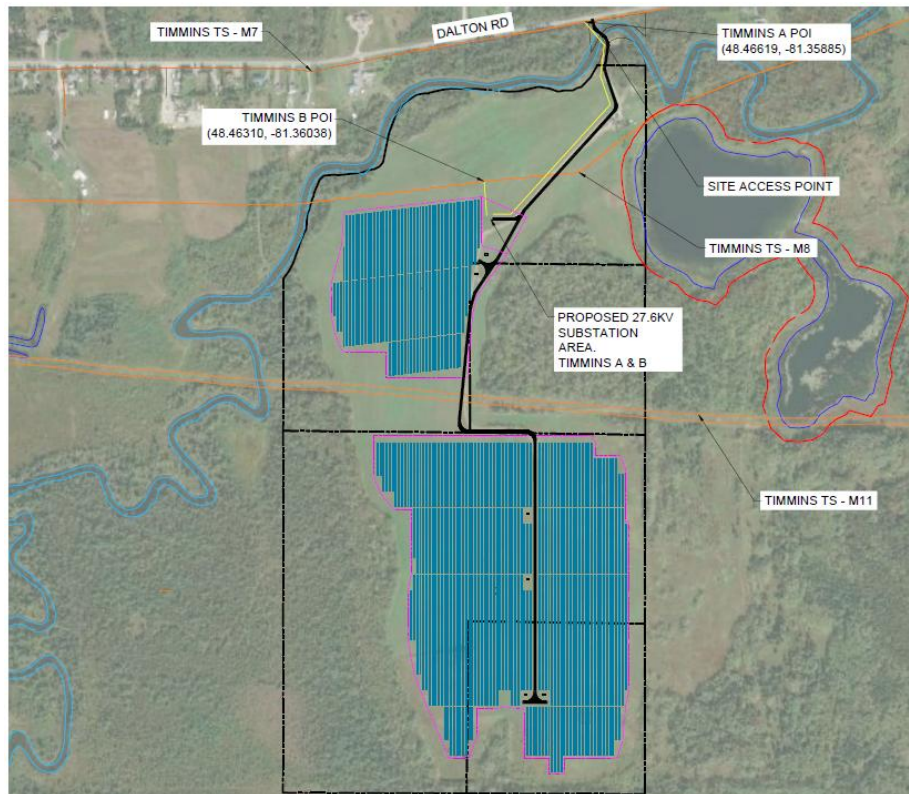 TIMMINS TS - M7
DALTON RD
TIMMINS A POI
(48.46619, -81.35885)
TIMMINS B POI
(48.46310, -81.36038)
SITE ACCESS POINT
TIMMINS TS - M8
PROPOSED 27.6KV
SUBSTATION
AREA.
TIMMINS A & B
TIMMINS TS - M11